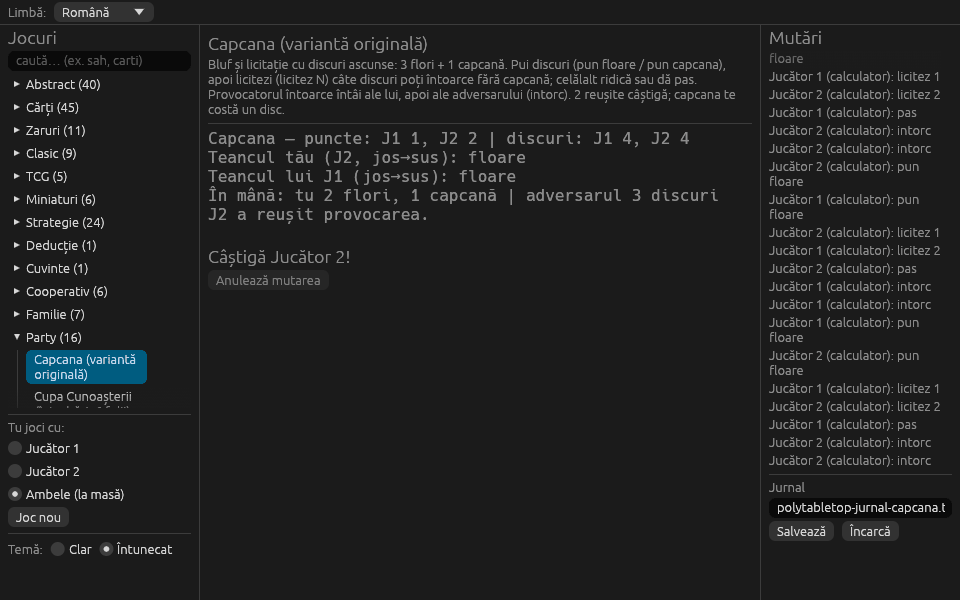 Limbă: Română
Jocuri
caută... (ex. sah, carti)
Abstract (40)
Cărți (45)
Zaruri (11)
Clasic (9)
TCG (5)
Miniaturi (6)
Strategie (24)
Deducție (1)
Cuvinte (1)
Cooperativ (6)
Familie (7)
Party (16)
Capcana (variantă
originală)
Cupa Cunoașterii
Tu joci cu:
Jucător 1
Jucător 2
Ambele (la masă)
Joc nou
Temă: Clar Întunecat
Capcana (variantă originală)
Bluf și licitație cu discuri ascunse: 3 flori + 1 capcană. Pui discuri (pun floare / pun capcana),
apoi licitezi (licitez N) câte discuri poți întoarce fără capcană; celălalt ridică sau dă pas.
Provocatorul întoarce întâi ale lui, apoi ale adversarului (intorc). 2 reușite câștigă; capcana te
costă un disc.
Capcana — puncte: J1 1, J2 2 | discuri: J1 4, J2 4
Teancul tău (J2, jos→sus): floare
Teancul lui J1 (jos→sus): floare
În mână: tu 2 flori, 1 capcană | adversarul 3 discuri
J2 a reușit provocarea.
Câștigă Jucător 2!
Anulează mutarea
Mutări
floare
Jucător 1 (calculator): licitez 1
Jucător 2 (calculator): licitez 2
Jucător 1 (calculator): pas
Jucător 2 (calculator): intorc
Jucător 2 (calculator): intorc
Jucător 2 (calculator): pun
floare
Jucător 1 (calculator): pun
floare
Jucător 2 (calculator): licitez 1
Jucător 1 (calculator): licitez 2
Jucător 2 (calculator): pas
Jucător 1 (calculator): intorc
Jucător 1 (calculator): intorc
Jucător 1 (calculator): pun
floare
Jucător 2 (calculator): pun
floare
Jucător 1 (calculator): licitez 1
Jucător 2 (calculator): licitez 2
Jucător 1 (calculator): pas
Jucător 2 (calculator): intorc
Jucător 2 (calculator): intorc
Jurnal
polytabletop-jurnal-capcana.t
Salvează Încarcă